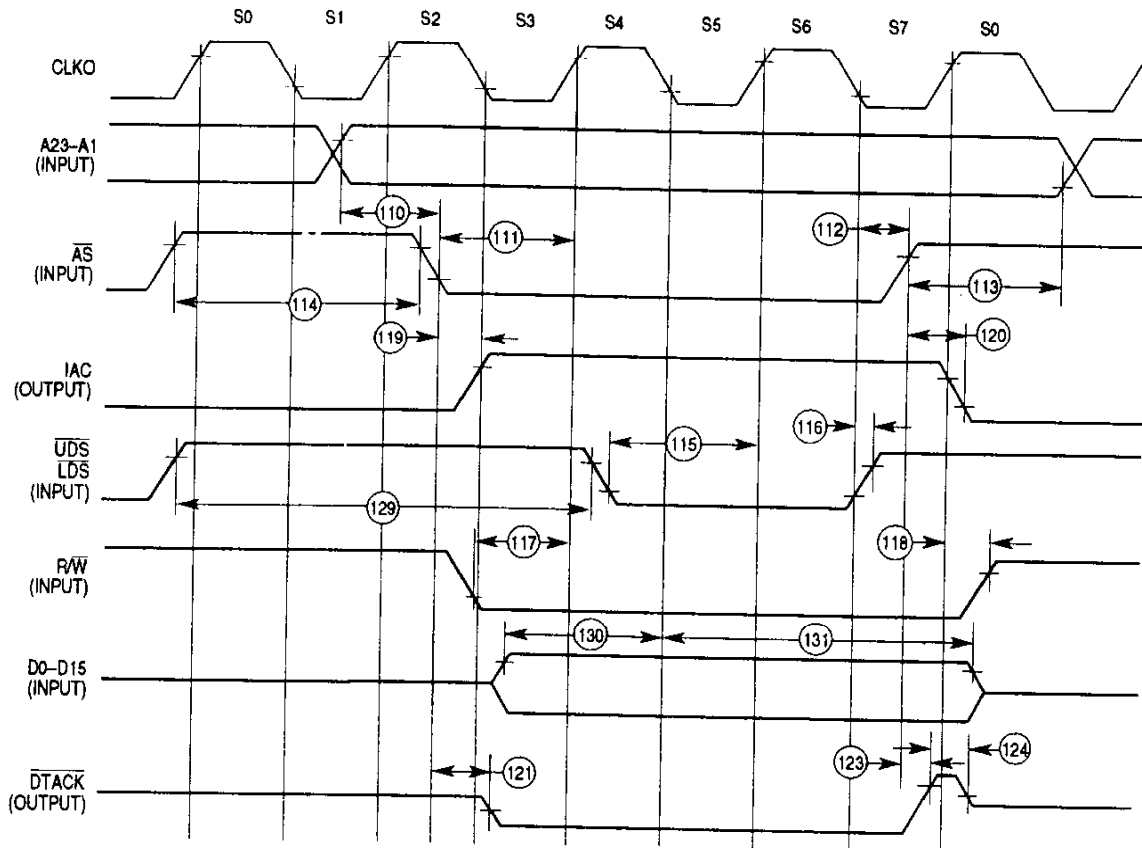 S0 S1 S2 S3 S4 S5 S6 S7 S0
CLKO
A23–A1
(INPUT)
110
111
112
AS
(INPUT)
113
114
119
120
IAC
(OUTPUT)
116
115
UDS
LDS
(INPUT)
129
117
118
R/W
(INPUT)
130
131
D0–D15
(INPUT)
124
123
121
DTACK
(OUTPUT)